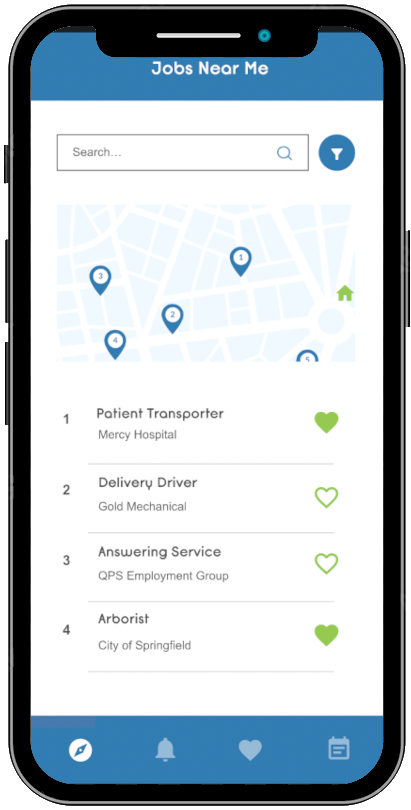 Jobs Near Me
Search...
1
3
2
4
5
1
Patient Transporter
Mercy Hospital
2
Delivery Driver
Gold Mechanical
3
Answering Service
QPS Employment Group
4
Arborist
City of Springfield